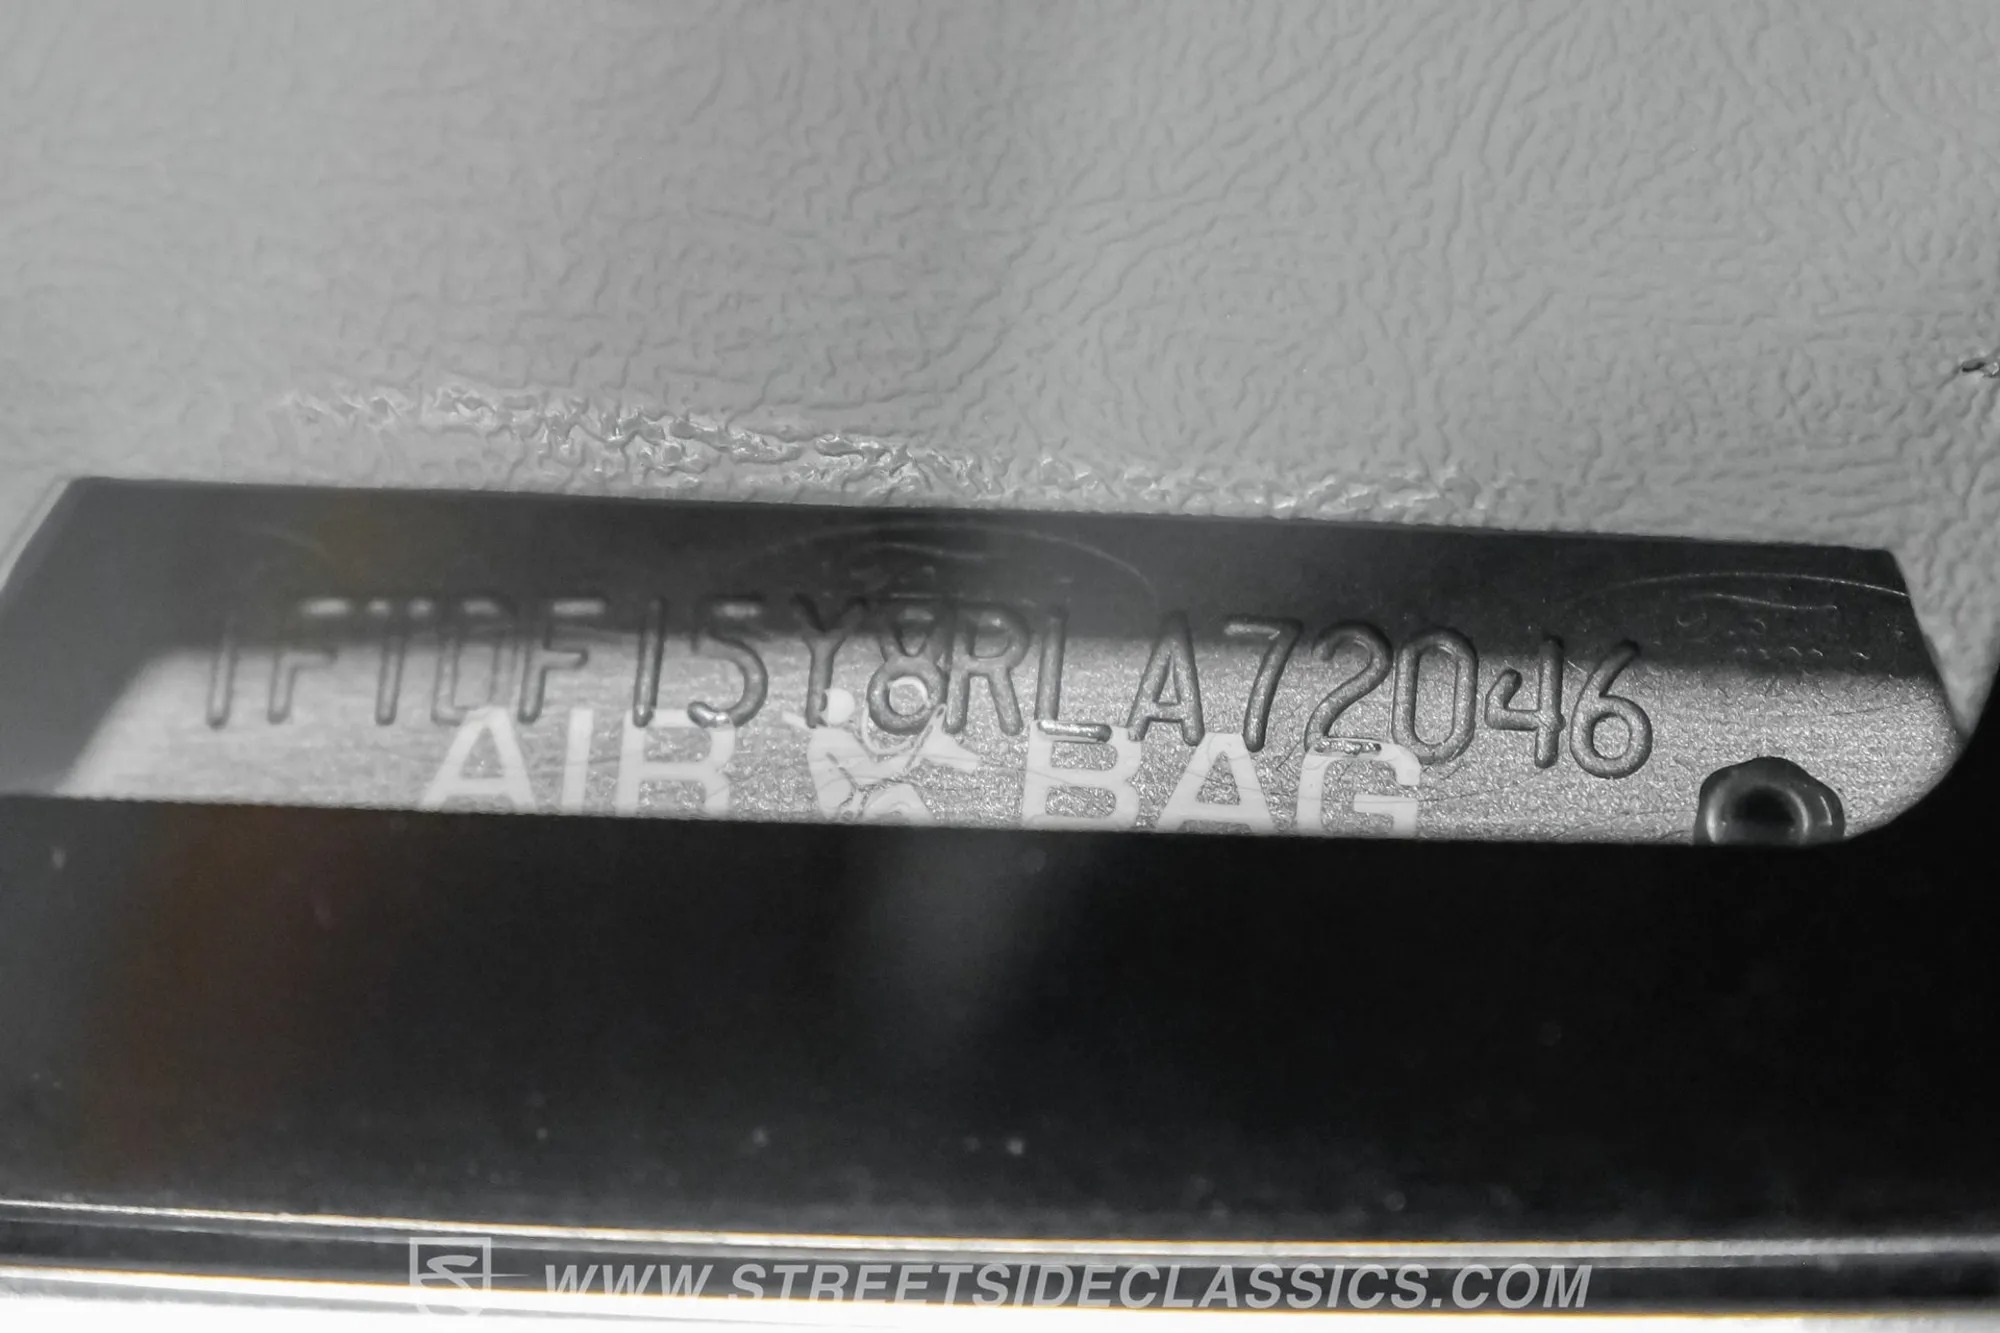 1FTDF15Y8RLA72046
AIR BAG
WWW.STREETSIDECLASSICS.COM